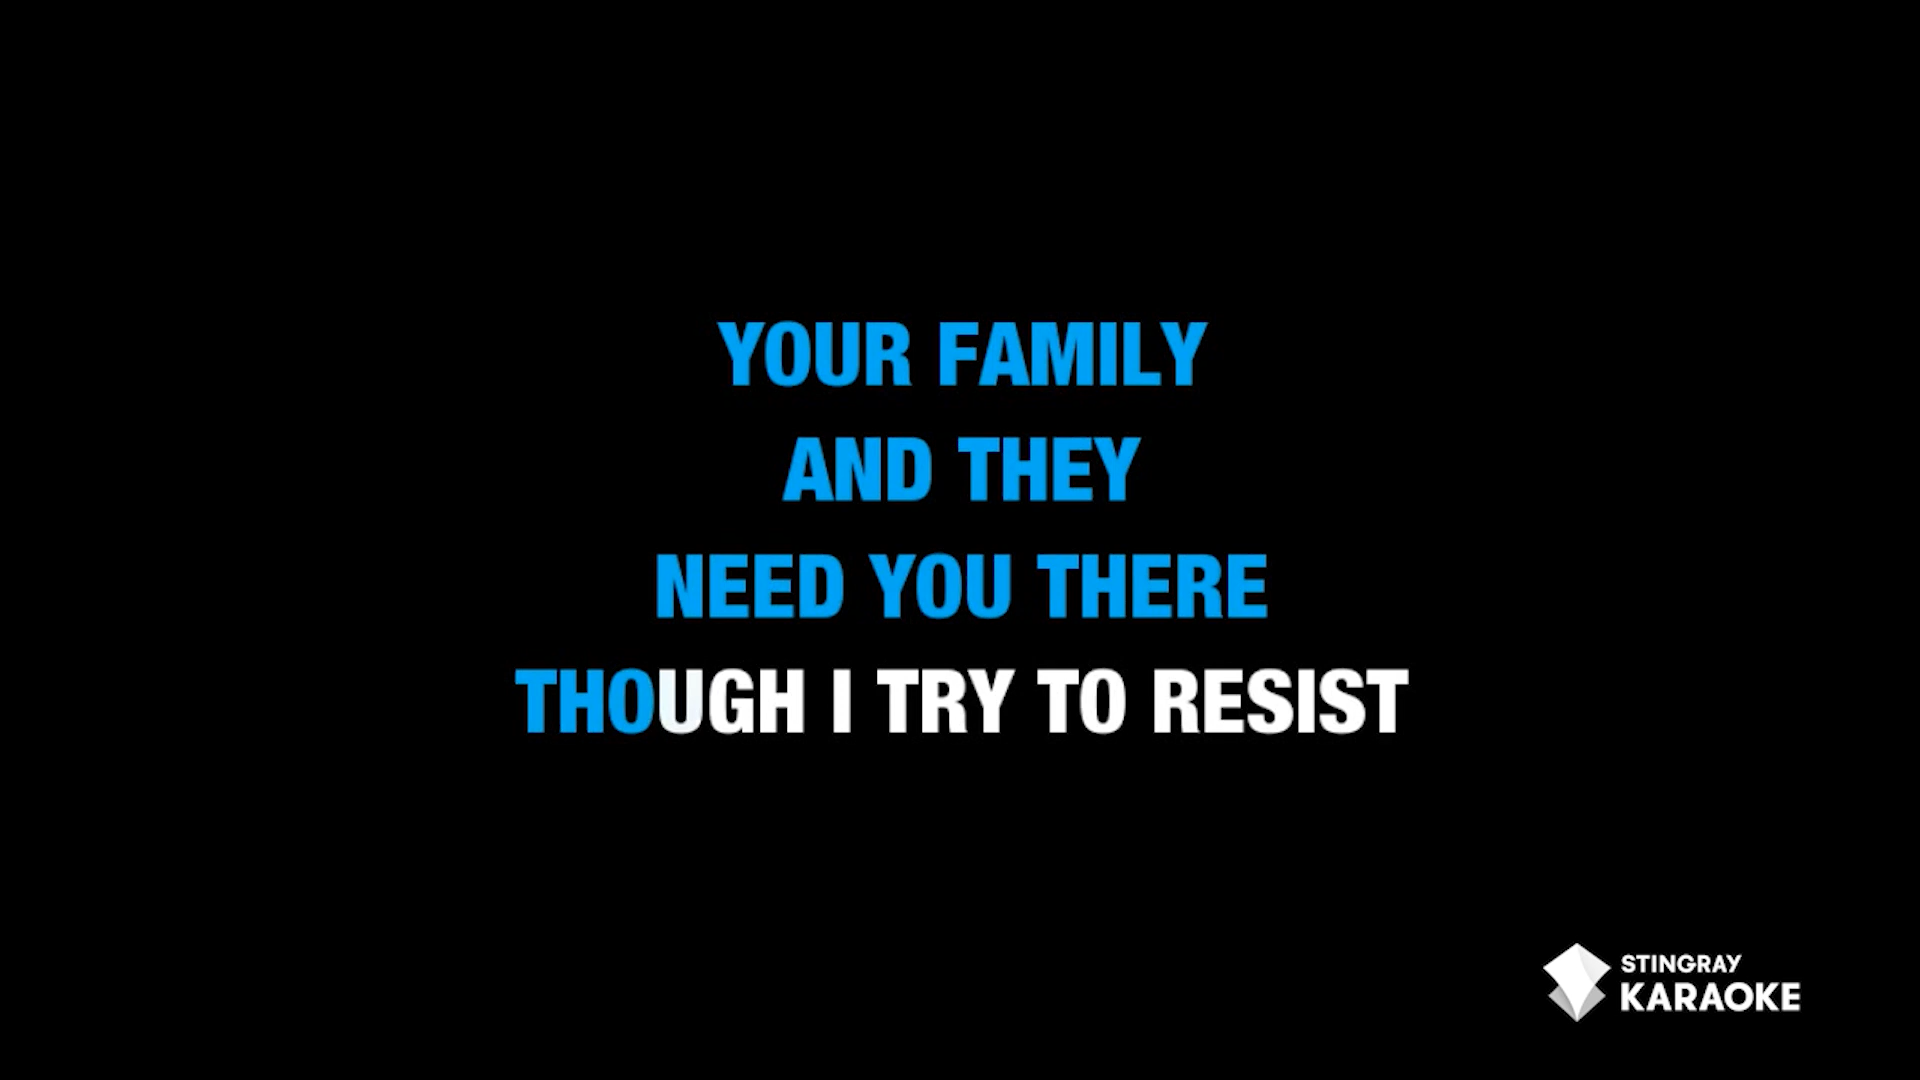 YOUR FAMILY
AND THEY
NEED YOU THERE
THOUGH I TRY TO RESIST
STINGRAY
KARAOKE